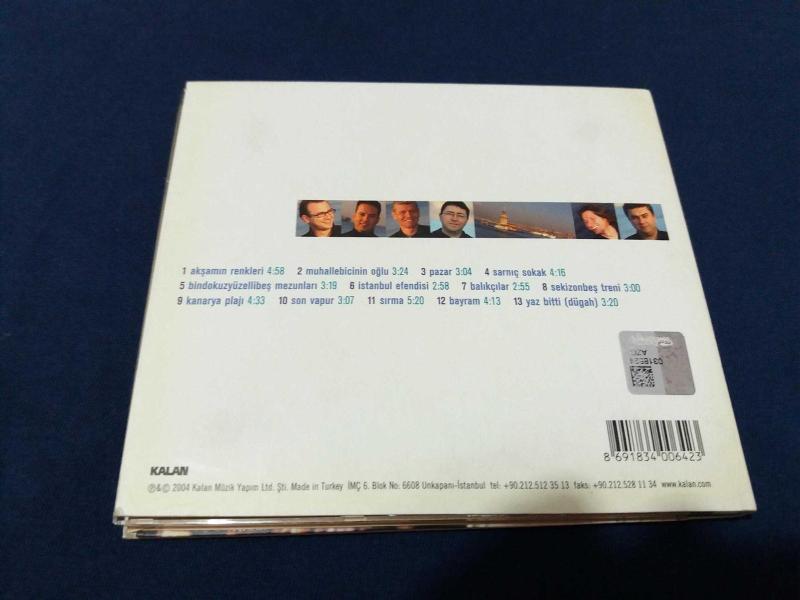 1 akşamın renkleri 4:58 2 muhallebicinin oğlu 3:24 3 pazar 3:04 4 sarnıç sokak 4:16
5 bindokuzyüzellibeş mezunları 3:19 6 istanbul efendisi 2:58 7 balıkçılar 2:55 8 sekizonbeş treni 3:00
9 kanarya plajı 4:33 10 son vapur 3:07 11 sırma 5:20 12 bayram 4:13 13 yaz bitti (dügah) 3:20
8 691834 006423
KALAN
℗&© 2004 Kalan Müzik Yapım Ltd. Şti. Made in Turkey İMÇ 6. Blok No: 6608 Unkapanı-İstanbul tel: +90.212.512 35 13 faks: +90.212.528 11 34 www.kalan.com